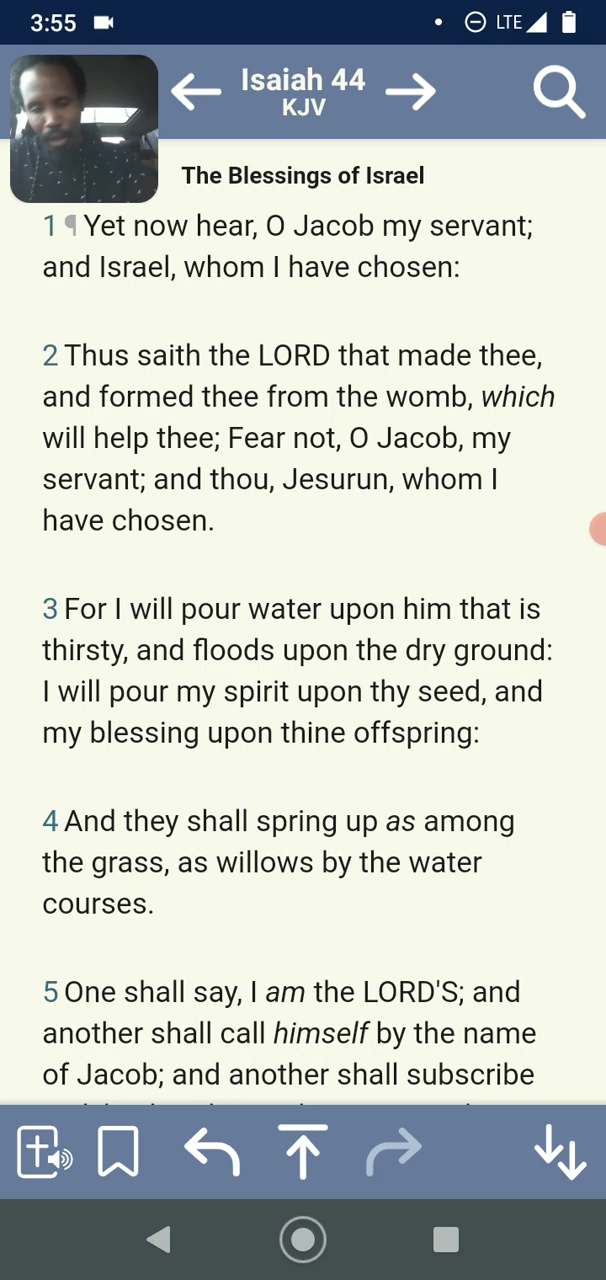 3:55
LTE
Isaiah 44
KJV
The Blessings of Israel
1 ¶ Yet now hear, O Jacob my servant;
and Israel, whom I have chosen:
2 Thus saith the LORD that made thee,
and formed thee from the womb, which
will help thee; Fear not, O Jacob, my
servant; and thou, Jesurun, whom I
have chosen.
3 For I will pour water upon him that is
thirsty, and floods upon the dry ground:
I will pour my spirit upon thy seed, and
my blessing upon thine offspring:
4 And they shall spring up as among
the grass, as willows by the water
courses.
5 One shall say, I am the LORD'S; and
another shall call himself by the name
of Jacob; and another shall subscribe